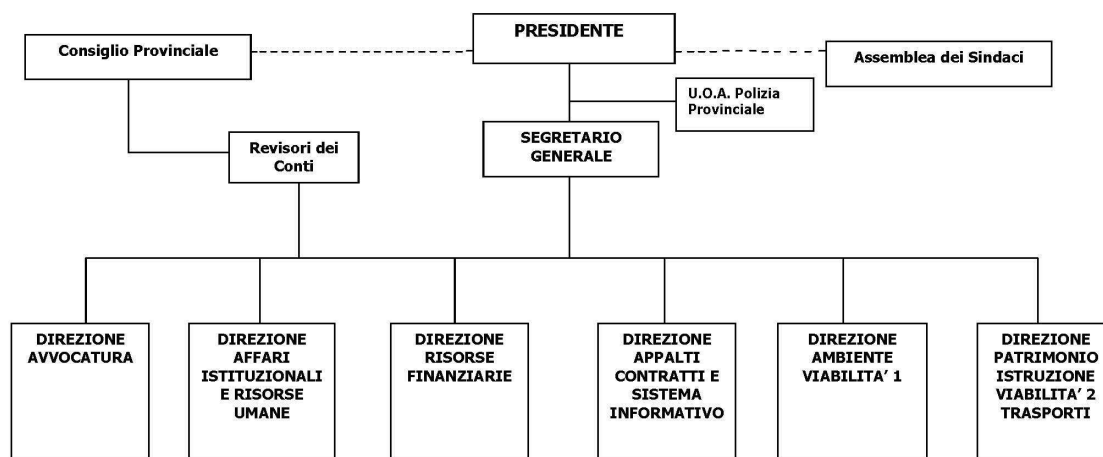 PRESIDENTE
Consiglio Provinciale
Assemblea dei Sindaci
U.O.A. Polizia
Provinciale
SEGRETARIO
GENERALE
Revisori dei
Conti
DIREZIONE
AVVOCATURA
DIREZIONE
AFFARI
ISTITUZIONALI
E RISORSE
UMANE
DIREZIONE
RISORSE
FINANZIARIE
DIREZIONE
APPALTI
CONTRATTI E
SISTEMA
INFORMATIVO
DIREZIONE
AMBIENTE
VIABILITA’ 1
DIREZIONE
PATRIMONIO
ISTRUZIONE
VIABILITA’ 2
TRASPORTI